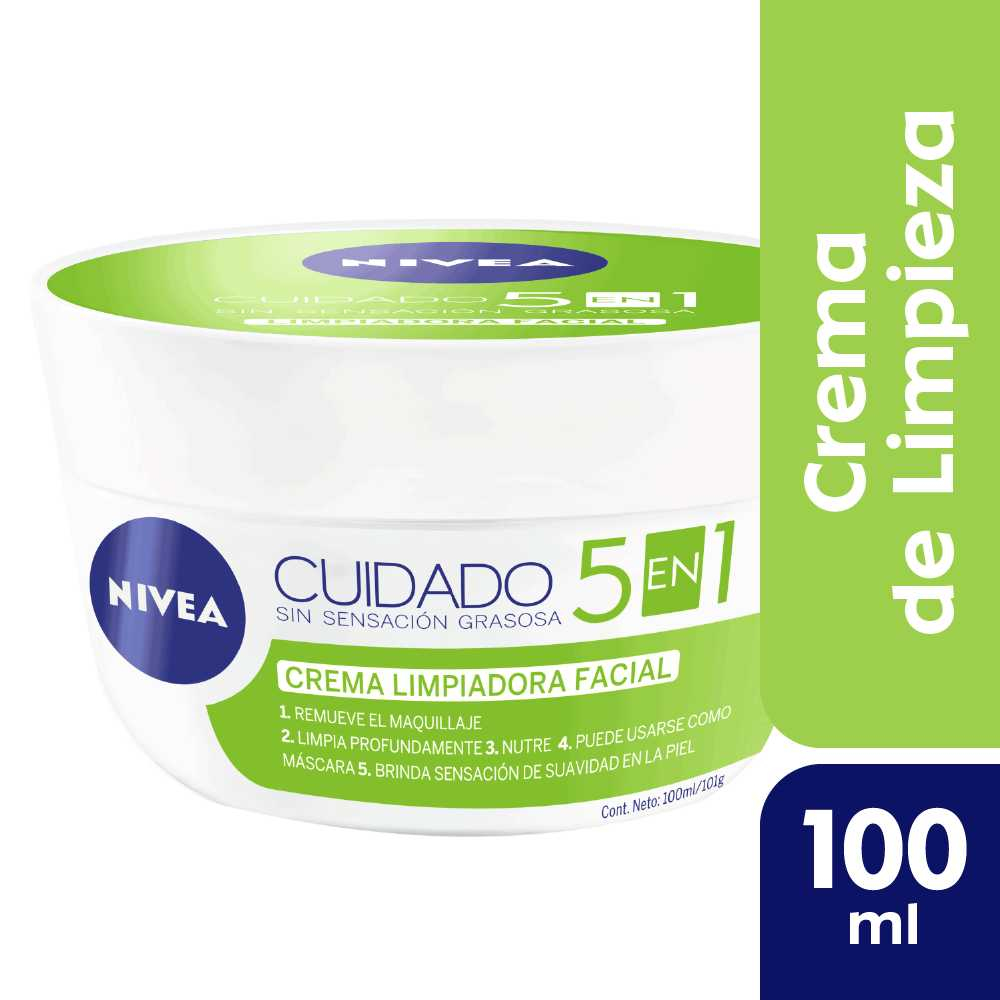 NIVEA
CUIDADO 5 EN 1
SIN SENSACIÓN GRASOSA
LIMPIADORA FACIAL
NIVEA
CUIDADO 5 EN 1
SIN SENSACIÓN GRASOSA
CREMA LIMPIADORA FACIAL
1. REMUEVE EL MAQUILLAJE
2. LIMPIA PROFUNDAMENTE 3. NUTRE 4. PUEDE USARSE COMO
MÁSCARA 5. BRINDA SENSACIÓN DE SUAVIDAD EN LA PIEL
Cont. Neto: 100ml/101g
Crema
de Limpieza
100
ml